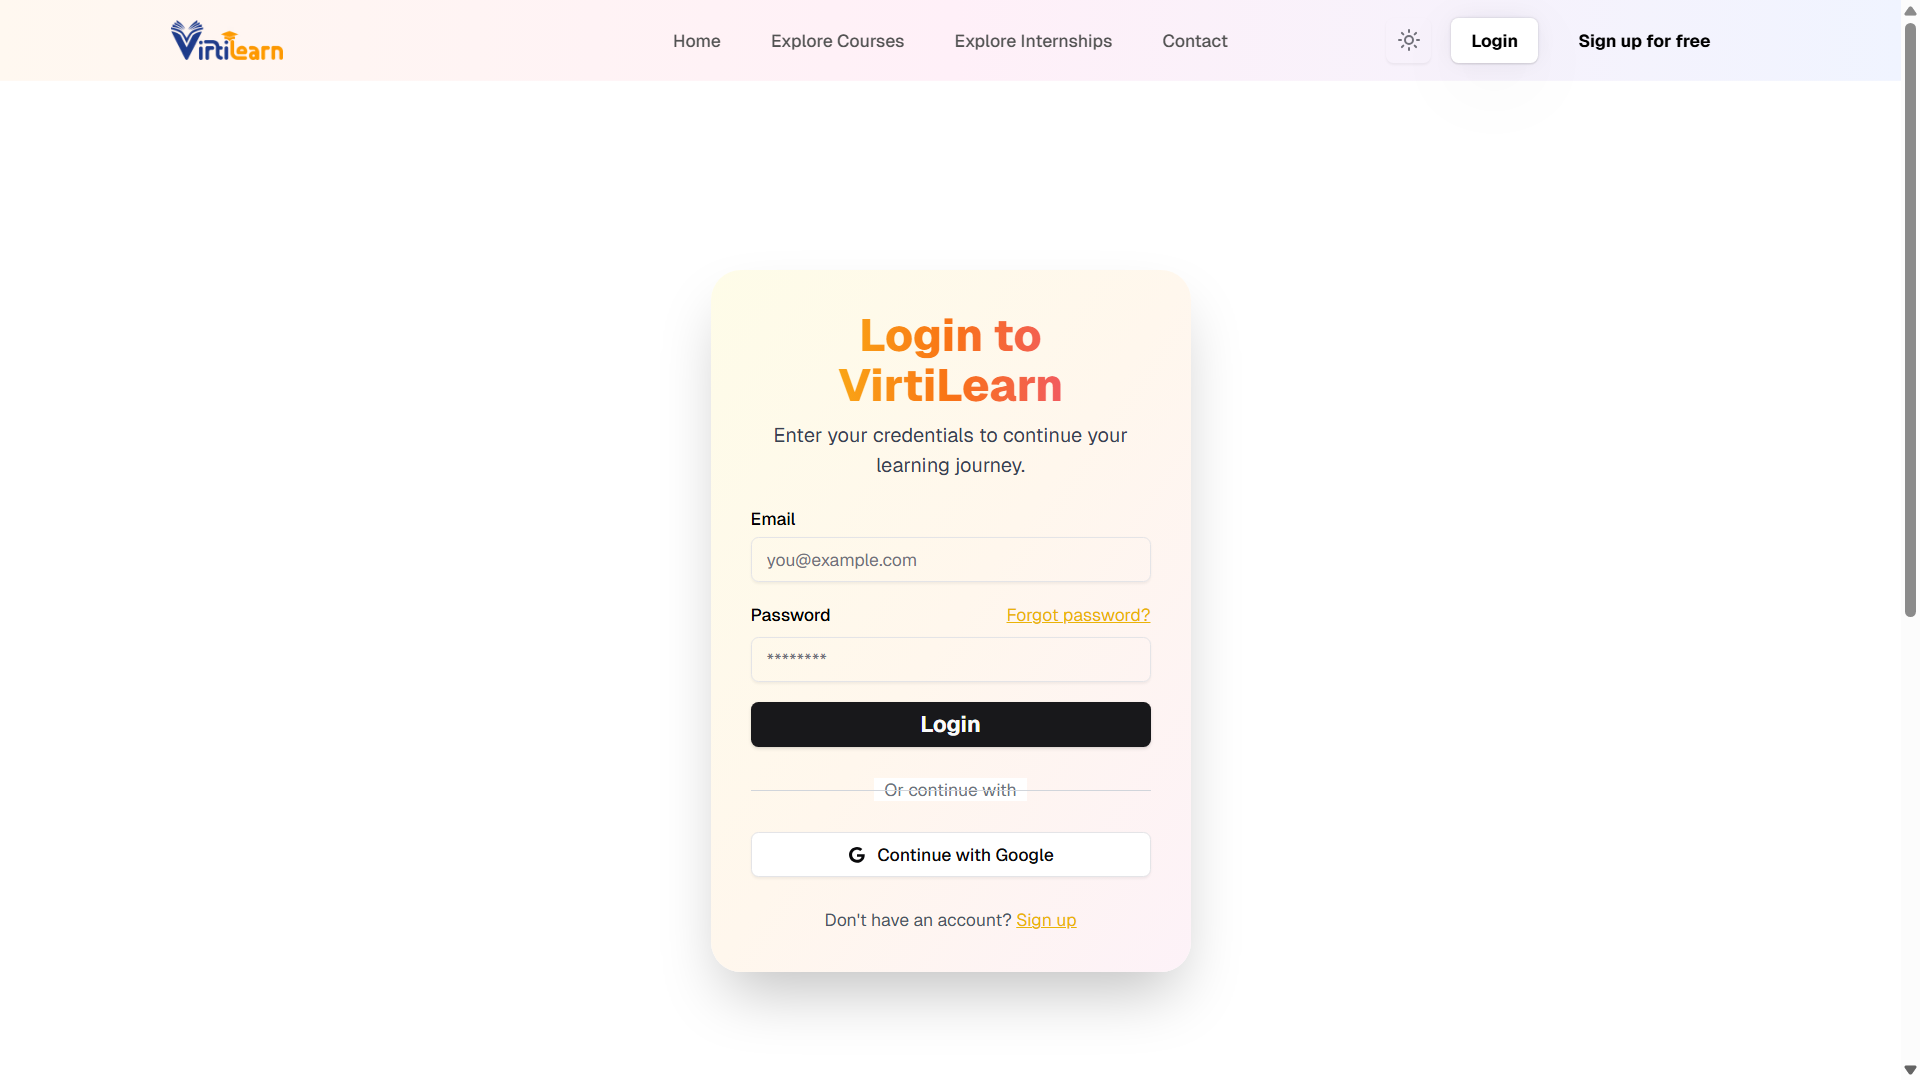 VirtiLearn
Home
Explore Courses
Explore Internships
Contact
Login
Sign up for free
Login to
VirtiLearn
Enter your credentials to continue your
learning journey.
Email
you@example.com
Password
Forgot password?
********
Login
Or continue with
Continue with Google
Don't have an account? Sign up